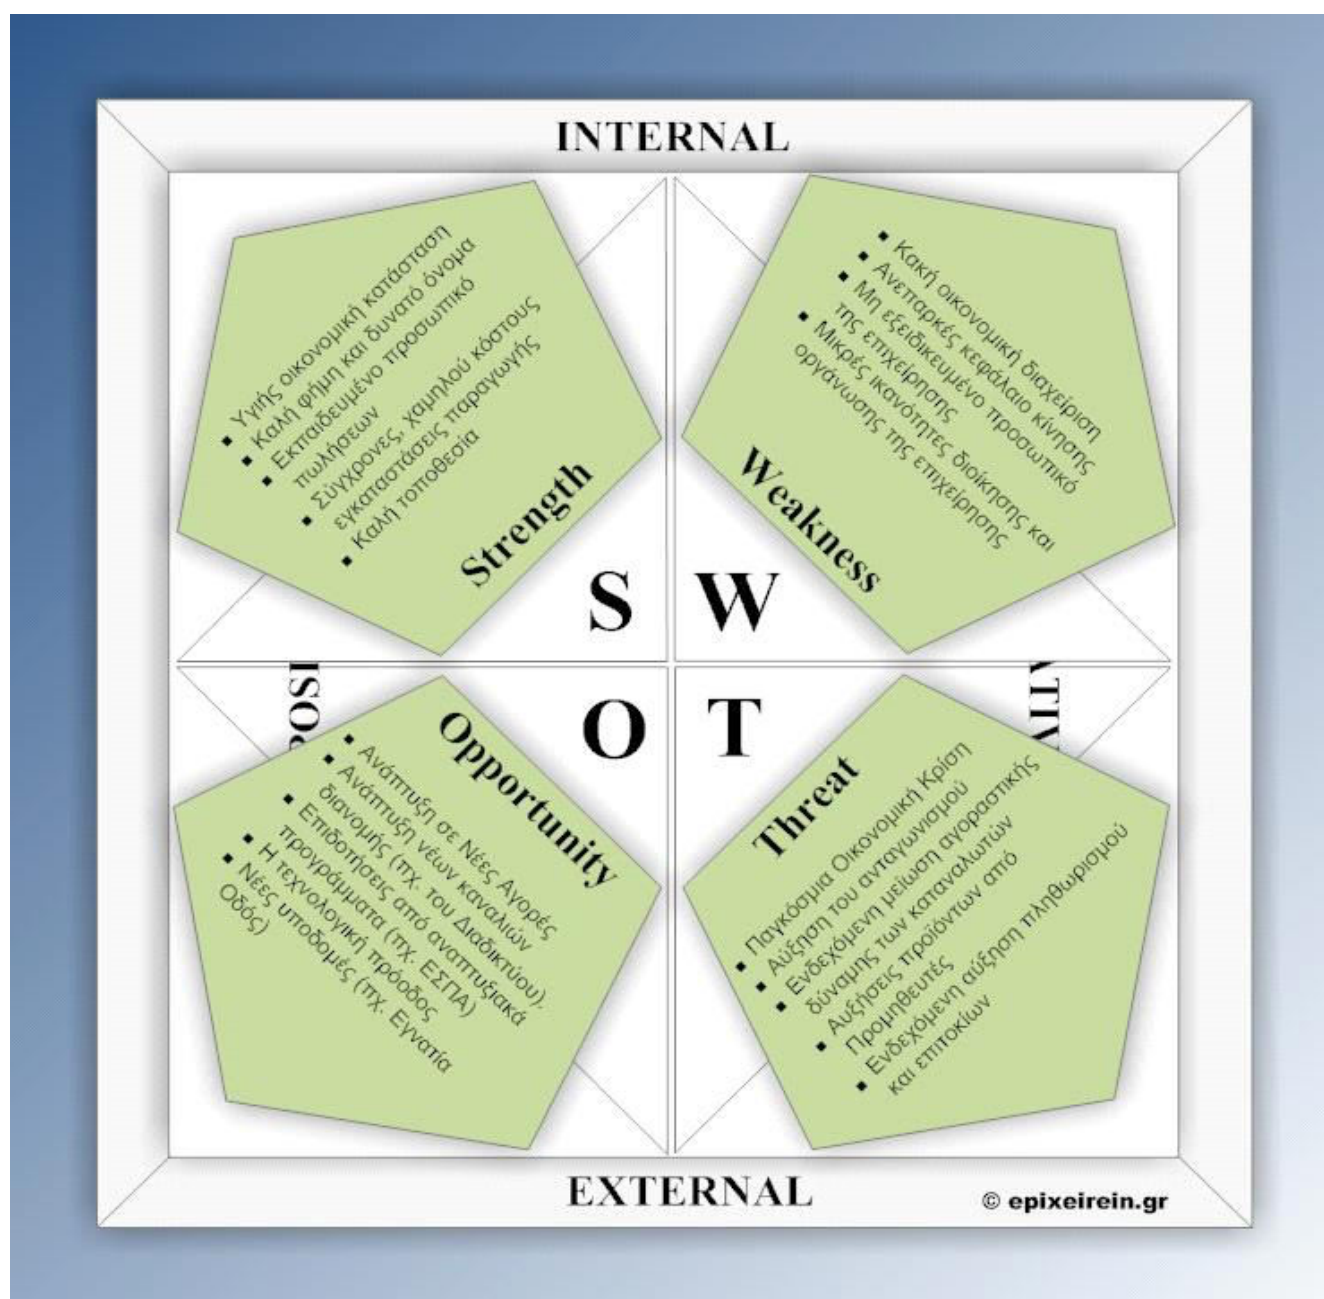 INTERNAL
▪ Υγιής οικονομική κατάσταση
▪ Καλή φήμη και δυνατό όνομα
▪ Εκπαιδευμένο προσωπικό
πωλήσεων
▪ Σύγχρονες, χαμηλού κόστους
εγκαταστάσεις παραγωγής
▪ Καλή τοποθεσία
Strength
S
▪ Κακή οικονομική διαχείριση
▪ Ανεπαρκές κεφάλαιο κίνησης
▪ Μη εξειδικευμένο προσωπικό
της επιχείρησης
▪ Μικρές ικανότητες διοίκησης και
οργάνωσης της επιχείρησης
Weakness
W
POSI
O
Opportunity
▪ Ανάπτυξη σε Νέες Αγορές
▪ Ανάπτυξη νέων καναλιών
διανομής (πχ. του Διαδικτύου).
▪ Επιδοτήσεις από αναπτυξιακά
προγράμματα (πχ. ΕΣΠΑ)
▪ Η τεχνολογική πρόοδος
▪ Νέες υποδομές (πχ. Εγνατία
Οδός)
ATIV
T
Threat
▪ Παγκόσμια Οικονομική Κρίση
▪ Αύξηση του ανταγωνισμού
▪ Ενδεχόμενη μείωση αγοραστικής
δύναμης των καταναλωτών
▪ Αυξήσεις προϊόντων από
Προμηθευτές
▪ Ενδεχόμενη αύξηση πληθωρισμού
και επιτοκίων
EXTERNAL
© epixeirein.gr